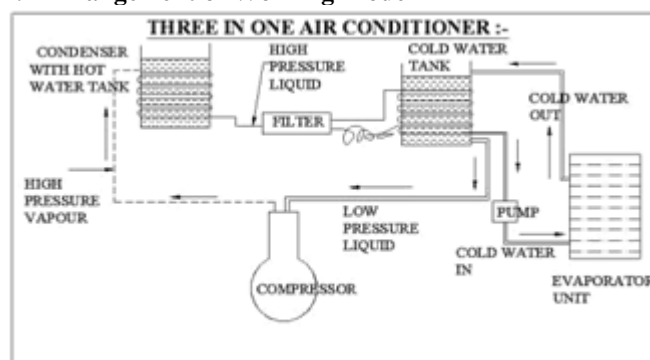 THREE IN ONE AIR CONDITIONER :-
CONDENSER
WITH HOT
WATER TANK
HIGH
PRESSURE
LIQUID
COLD WATER
TANK
FILTER
COLD WATER
OUT
HIGH
PRESSURE
VAPOUR
LOW
PRESSURE
LIQUID
PUMP
COLD WATER
IN
COMPRESSOR
EVAPORATOR
UNIT